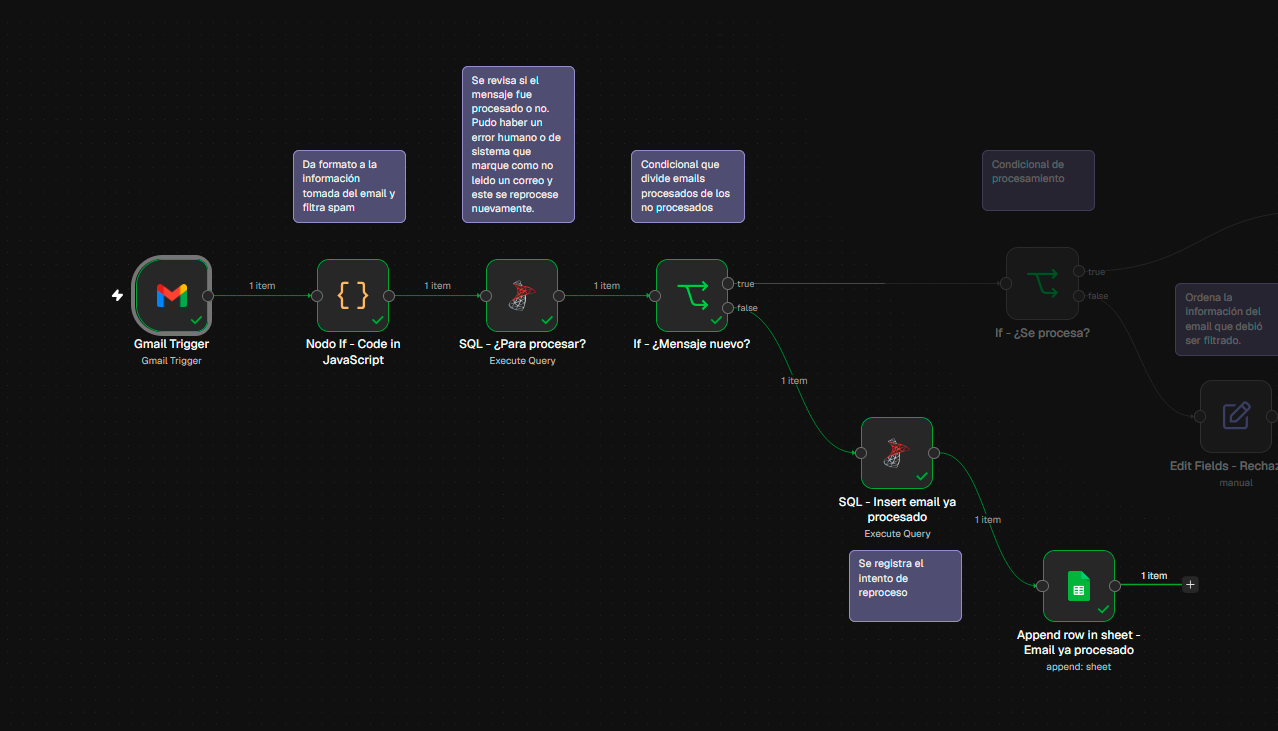 Se revisa si el
mensaje fue
procesado o no.
Pudo haber un
error humano o de
sistema que
marque como no
leido un correo y
este se reprocese
nuevamente.
Da formato a la
información
tomada del email y
filtra spam
Condicional que
divide emails
procesados de los
no procesados
Condicional de
procesamiento
1 item
1 item
1 item
true
false
true
false
Ordena la
información del
email que debió
ser filtrado.
Gmail Trigger
Gmail Trigger
Nodo If - Code in
JavaScript
SQL - ¿Para procesar?
Execute Query
If - ¿Mensaje nuevo?
If - ¿Se procesa?
1 item
Edit Fields - Rechaz
manual
SQL - Insert email ya
procesado
Execute Query
1 item
Se registra el
intento de
reproceso
1 item
Append row in sheet -
Email ya procesado
append: sheet